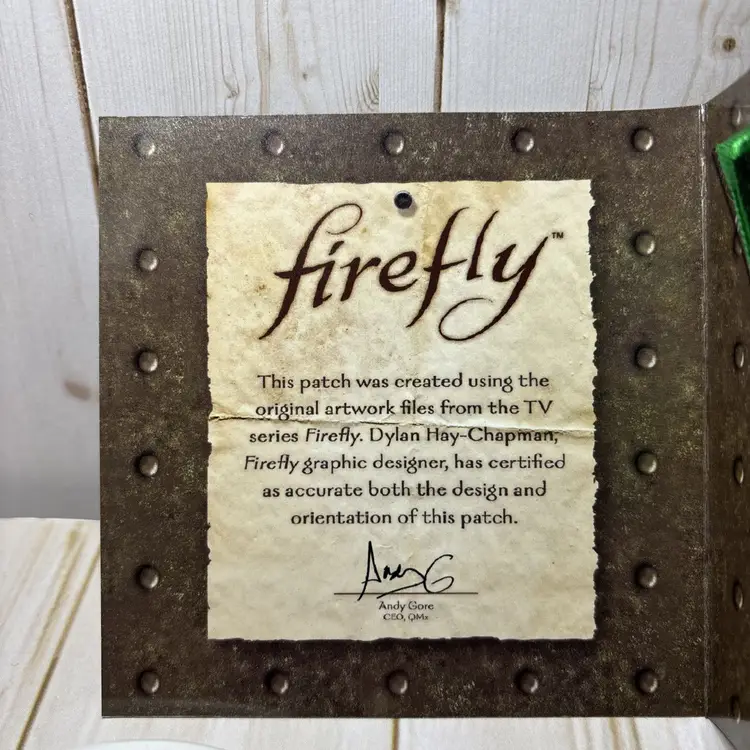 firefly™
This patch was created using the
original artwork files from the TV
series Firefly. Dylan Hay-Chapman,
Firefly graphic designer, has certified
as accurate both the design and
orientation of this patch.
Andy G
Andy Gore
CEO, QMx